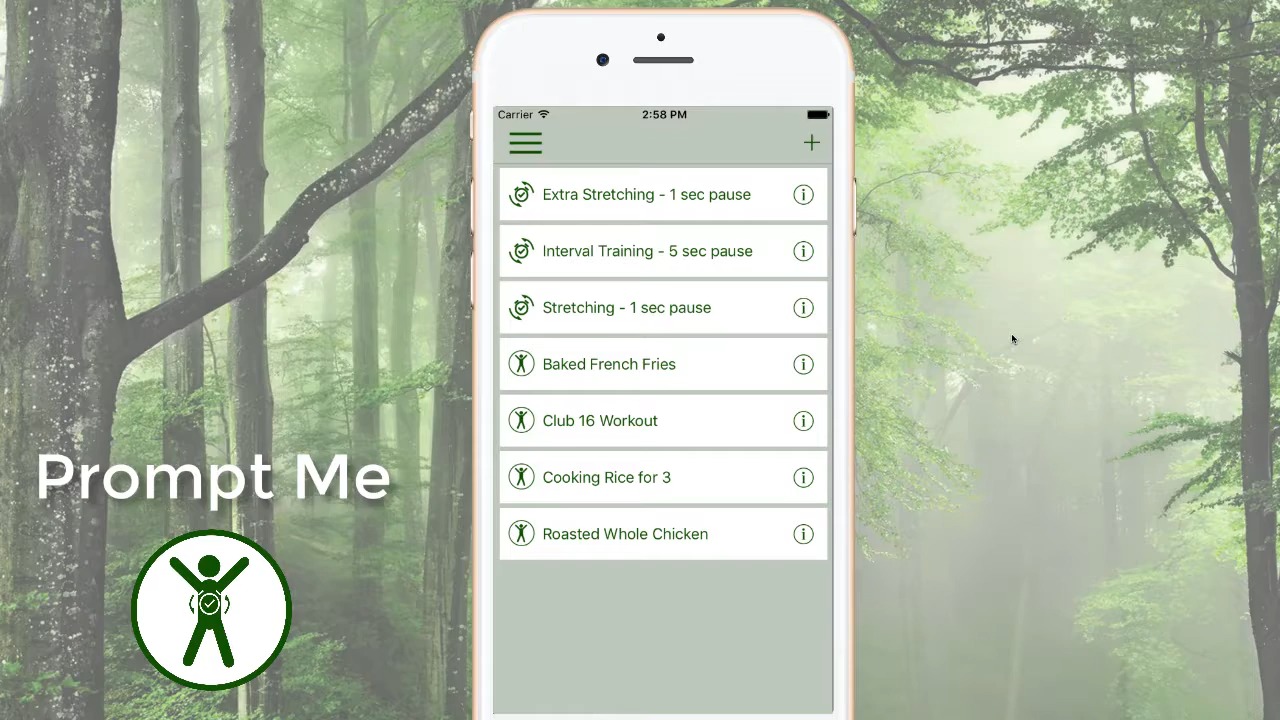 Carrier
2:58 PM
Extra Stretching - 1 sec pause
Interval Training - 5 sec pause
Stretching - 1 sec pause
Baked French Fries
Club 16 Workout
Cooking Rice for 3
Roasted Whole Chicken
Prompt Me